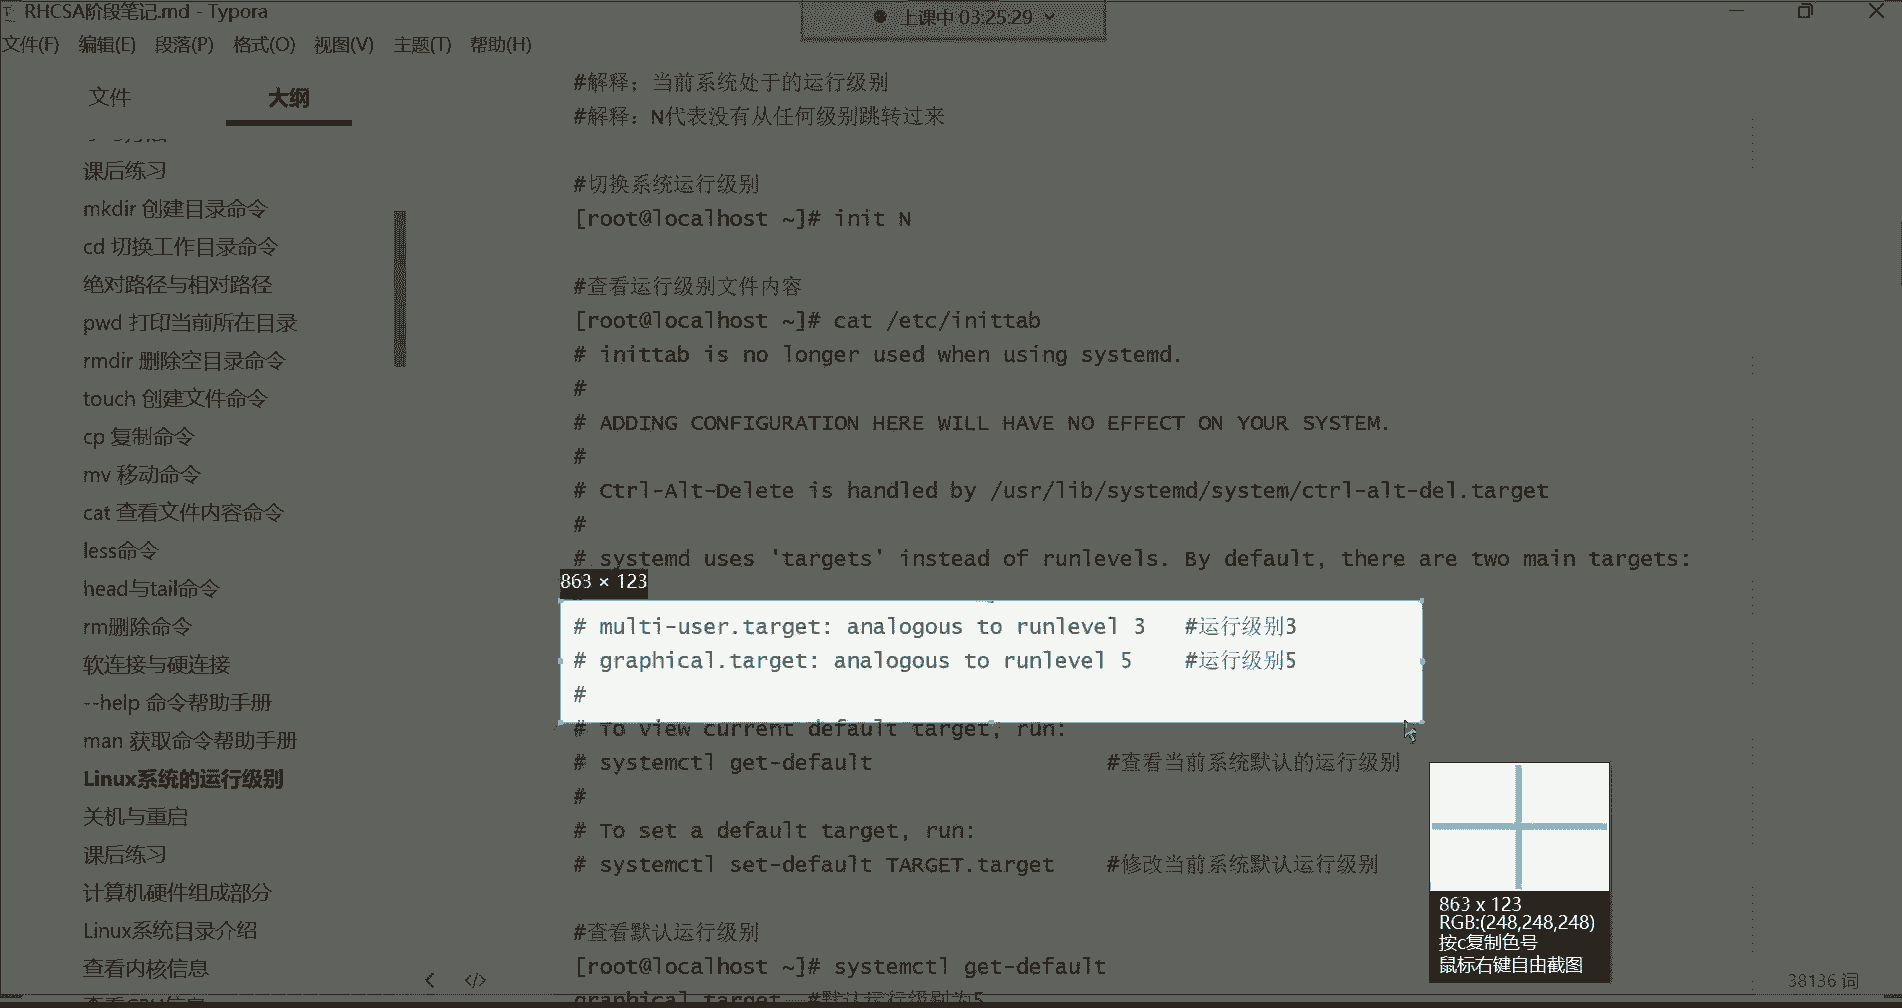 RHCSA阶段笔记.md - Typora
上课中 03:25:29
文件(F) 编辑(E) 段落(P) 格式(O) 视图(V) 主题(T) 帮助(H)
文件 大纲
课后练习
mkdir 创建目录命令
cd 切换工作目录命令
绝对路径与相对路径
pwd 打印当前所在目录
rmdir 删除空目录命令
touch 创建文件命令
cp 复制命令
mv 移动命令
cat 查看文件内容命令
less命令
head与tail命令
rm删除命令
软连接与硬连接
--help 命令帮助手册
man 获取命令帮助手册
Linux系统的运行级别
关机与重启
课后练习
计算机硬件组成部分
Linux系统目录介绍
查看内核信息
查看CPU信息
#解释；当前系统处于的运行级别
#解释：N代表没有从任何级别跳转过来
#切换系统运行级别
[root@localhost ~]# init N
#查看运行级别文件内容
[root@localhost ~]# cat /etc/inittab
# inittab is no longer used when using systemd.
#
# ADDING CONFIGURATION HERE WILL HAVE NO EFFECT ON YOUR SYSTEM.
#
# Ctrl-Alt-Delete is handled by /usr/lib/systemd/system/ctrl-alt-del.target
#
# systemd uses 'targets' instead of runlevels. By default, there are two main targets:
863 × 123
# multi-user.target: analogous to runlevel 3 #运行级别3
# graphical.target: analogous to runlevel 5 #运行级别5
#
# To view current default target, run:
# systemctl get-default #查看当前系统默认的运行级别
#
# To set a default target, run:
# systemctl set-default TARGET.target #修改当前系统默认运行级别
#查看默认运行级别
[root@localhost ~]# systemctl get-default
graphical.target #默认运行级别为5
863 x 123
RGB:(248,248,248)
按c复制色号
鼠标右键自由截图
38136 词